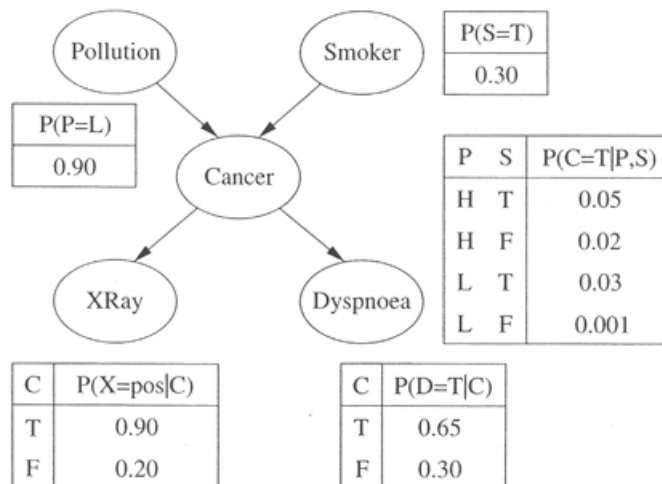 Pollution
Smoker
P(S=T)
0.30
P(P=L)
0.90
Cancer
P S P(C=T|P,S)
H T 0.05
H F 0.02
L T 0.03
L F 0.001
XRay
Dyspnoea
C P(X=pos|C)
T 0.90
F 0.20
C P(D=T|C)
T 0.65
F 0.30